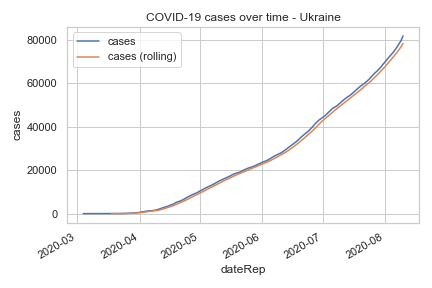 COVID-19 cases over time - Ukraine
cases
cases (rolling)
80000
60000
40000
20000
0
cases
2020-03
2020-04
2020-05
2020-06
2020-07
2020-08
dateRep